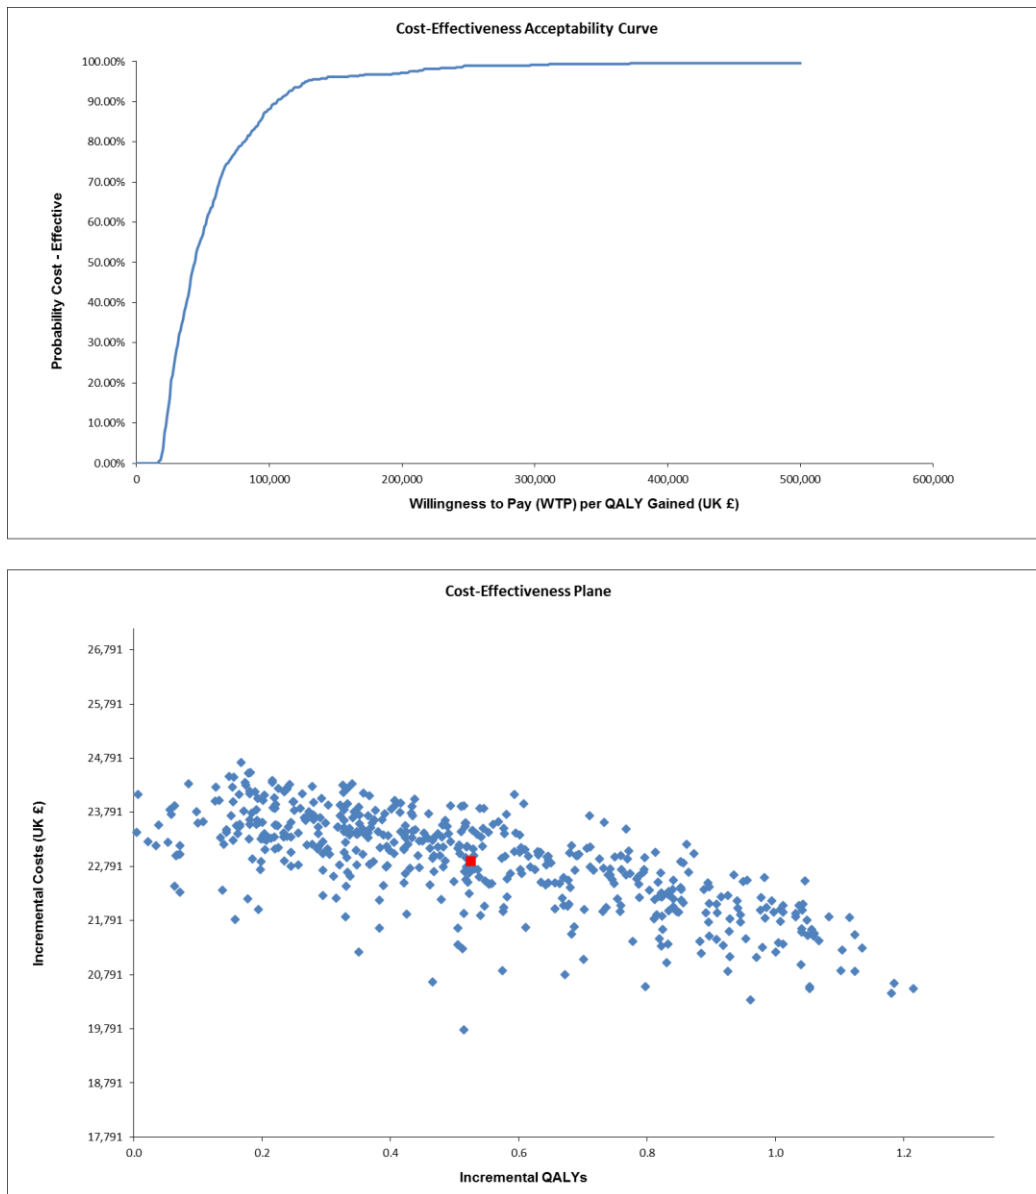 Cost-Effectiveness Acceptability Curve
100.00%
90.00%
80.00%
70.00%
60.00%
50.00%
40.00%
30.00%
20.00%
10.00%
0.00%
Probability Cost - Effective
0 100,000 200,000 300,000 400,000 500,000 600,000
Willingness to Pay (WTP) per QALY Gained (UK £)
Cost-Effectiveness Plane
26,791
25,791
24,791
23,791
22,791
21,791
20,791
19,791
18,791
17,791
Incremental Costs (UK £)
0.0 0.2 0.4 0.6 0.8 1.0 1.2
Incremental QALYs